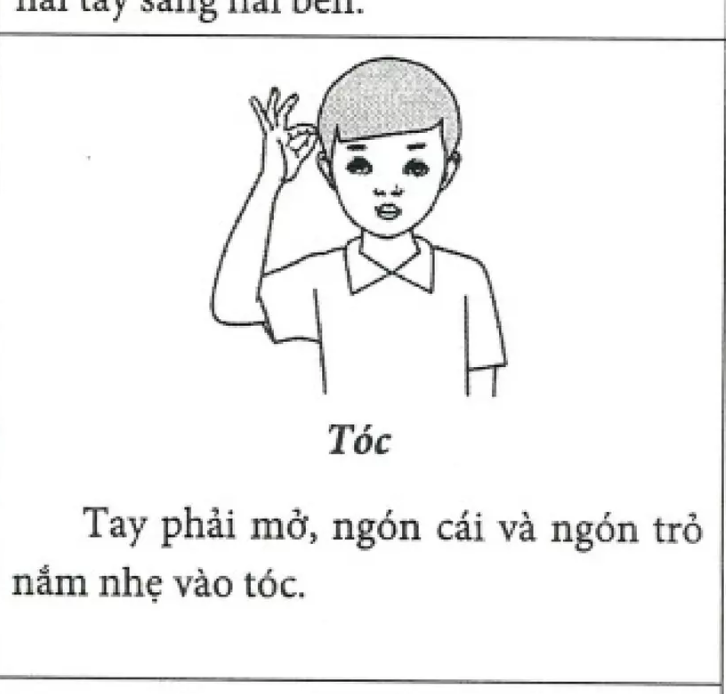 hai tay sang hai bên.
Tóc
Tay phải mở, ngón cái và ngón trỏ
nắm nhẹ vào tóc.